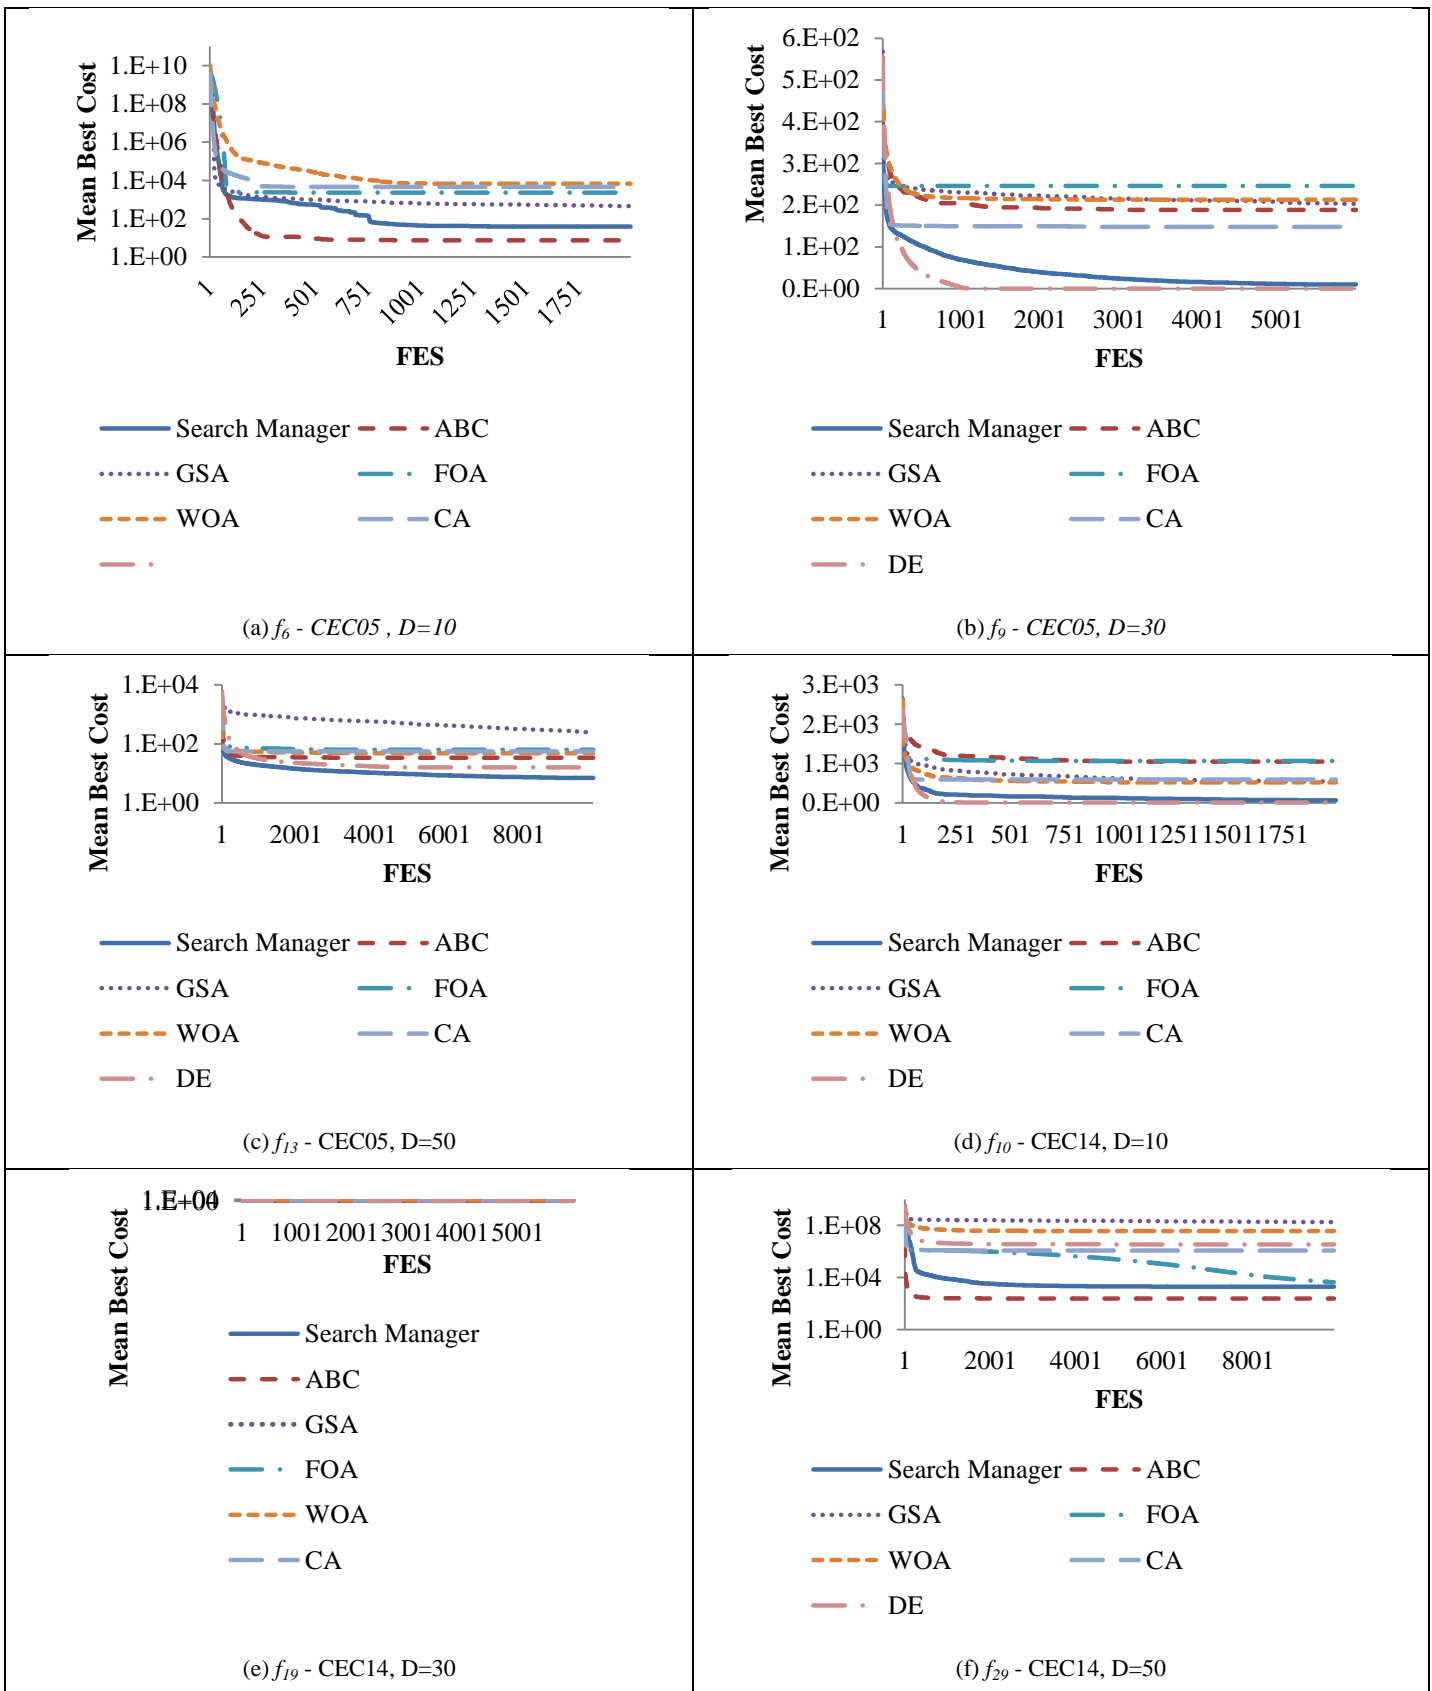 Mean Best Cost
1.E+10
1.E+08
1.E+06
1.E+04
1.E+02
1.E+00
1 251 501 751 1001 1251 1501 1751
FES
Search Manager ABC
GSA FOA
WOA CA
(a) f6 - CEC05 , D=10
Mean Best Cost
6.E+02
5.E+02
4.E+02
3.E+02
2.E+02
1.E+02
0.E+00
1 1001 2001 3001 4001 5001
FES
Search Manager ABC
GSA FOA
WOA CA
DE
(b) f9 - CEC05, D=30
Mean Best Cost
1.E+04
1.E+02
1.E+00
1 2001 4001 6001 8001
FES
Search Manager ABC
GSA FOA
WOA CA
DE
(c) f13 - CEC05, D=50
Mean Best Cost
3.E+03
2.E+03
1.E+03
0.E+00
1 251 501 751 1001 1251 1501 1751
FES
Search Manager ABC
GSA FOA
WOA CA
DE
(d) f10 - CEC14, D=10
Mean Best Cost
1 1001 2001 3001 4001 5001
FES
Search Manager
ABC
GSA
FOA
WOA
CA
(e) f19 - CEC14, D=30
Mean Best Cost
1.E+08
1.E+04
1.E+00
1 2001 4001 6001 8001
FES
Search Manager ABC
GSA FOA
WOA CA
DE
(f) f29 - CEC14, D=50